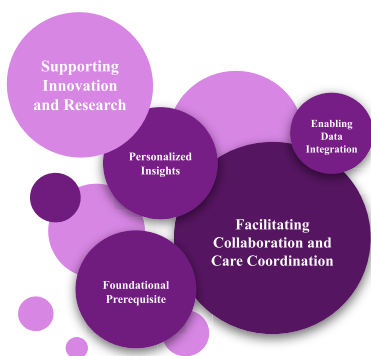 Supporting
Innovation
and Research
Enabling
Data
Integration
Personalized
Insights
Facilitating
Collaboration and
Care Coordination
Foundational
Prerequisite